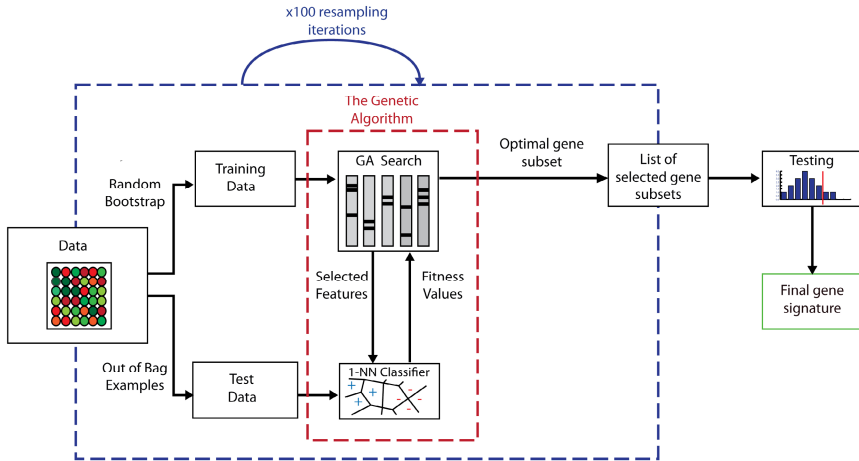 x100 resampling
iterations
The Genetic
Algorithm
GA Search
Optimal gene
subset
List of
selected gene
subsets
Testing
Training
Data
Random
Bootstrap
Data
Selected
Features
Fitness
Values
Final gene
signature
Out of Bag
Examples
Test
Data
1-NN Classifier
+
+
+
-
-
-
-